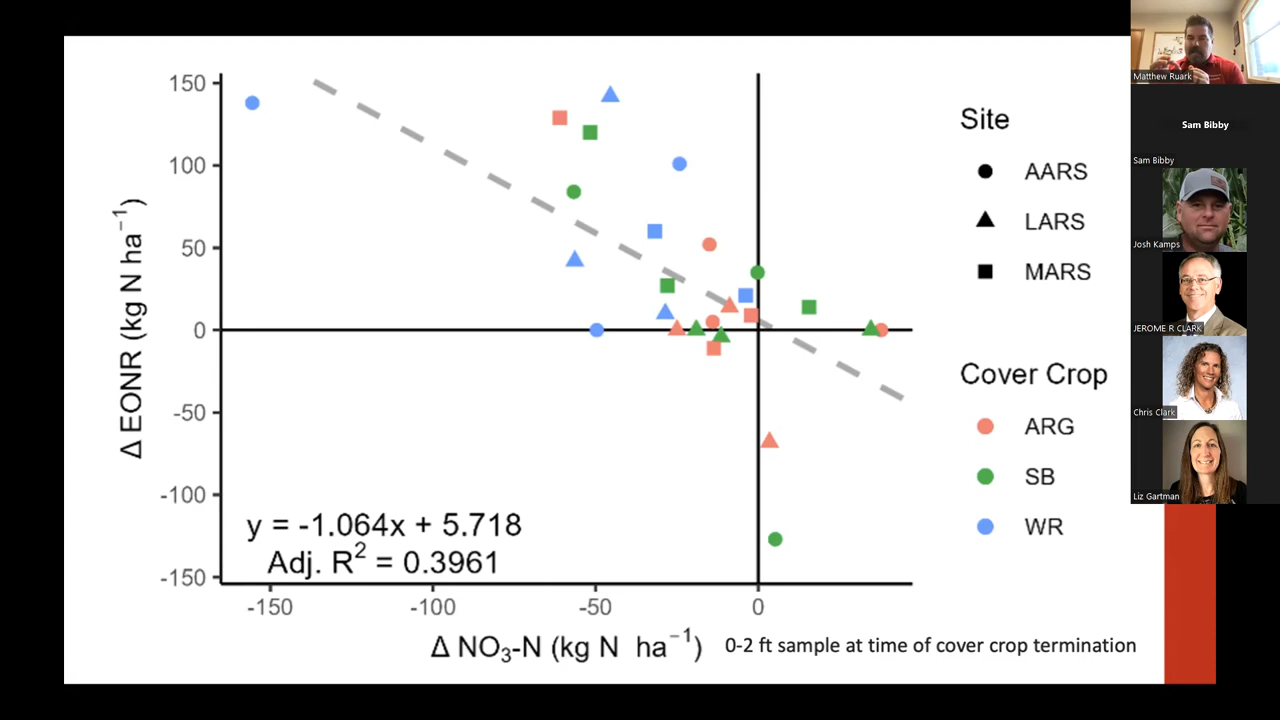 150
100
50
0
-50
-100
-150
Δ EONR (kg N ha⁻¹)
y = -1.064x + 5.718
Adj. R² = 0.3961
-150
-100
-50
0
Δ NO₃-N (kg N ha⁻¹)
0-2 ft sample at time of cover crop termination
Site
AARS
LARS
MARS
Cover Crop
ARG
SB
WR
Matthew Ruark
Sam Bibby
Sam Bibby
Josh Kamps
JEROME R CLARK
Chris Clark
Liz Gartman